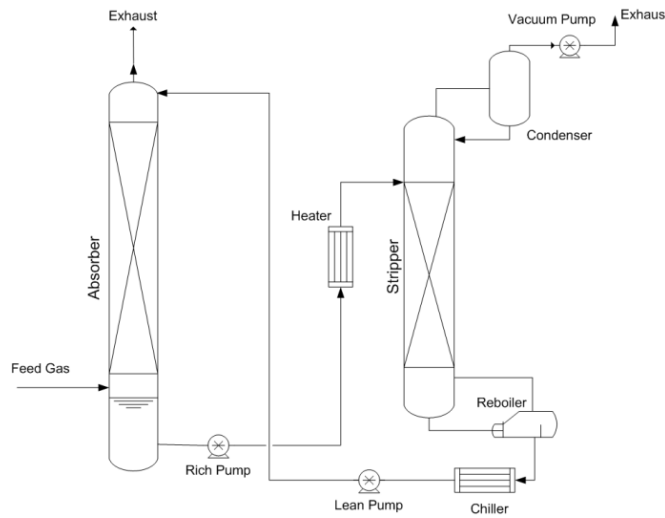 Exhaust
Vacuum Pump
Exhaus
Condenser
Heater
Absorber
Stripper
Feed Gas
Reboiler
Rich Pump
Lean Pump
Chiller